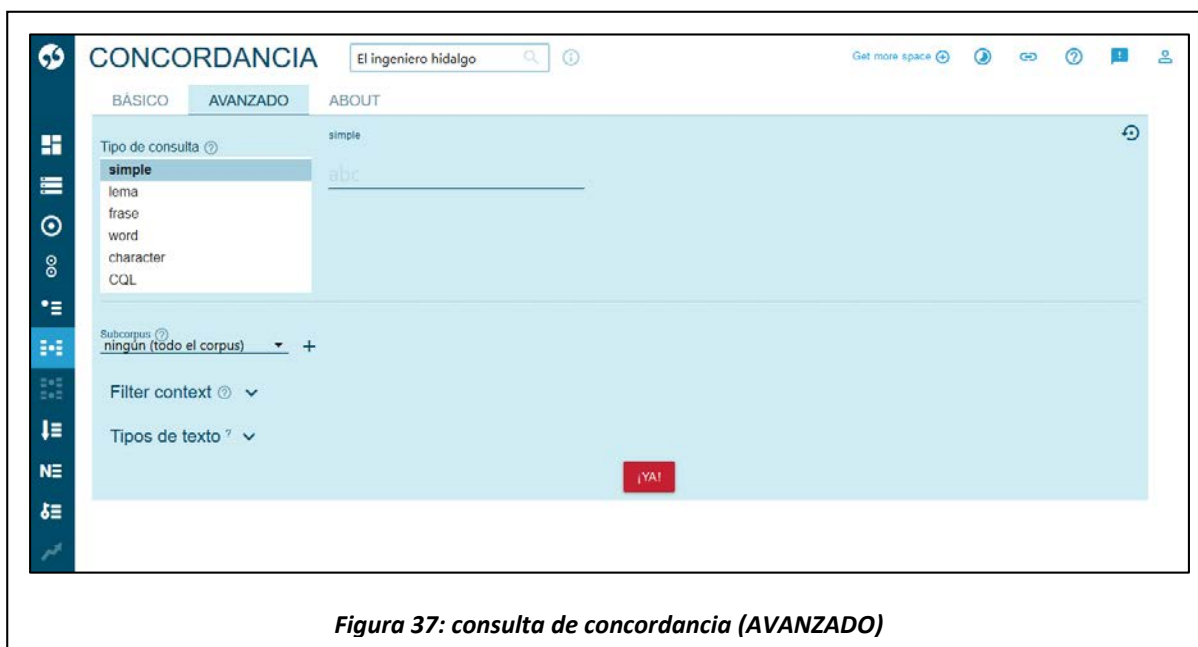 CONCORDANCIA El ingeniero hidalgo Get more space
BÁSICO AVANZADO ABOUT
Tipo de consulta ?
simple
lema
frase
word
character
CQL
simple
abc
Subcorpus ?
ningún (todo el corpus) +
Filter context ?
Tipos de texto ?
¡YA!
Figura 37: consulta de concordancia (AVANZADO)